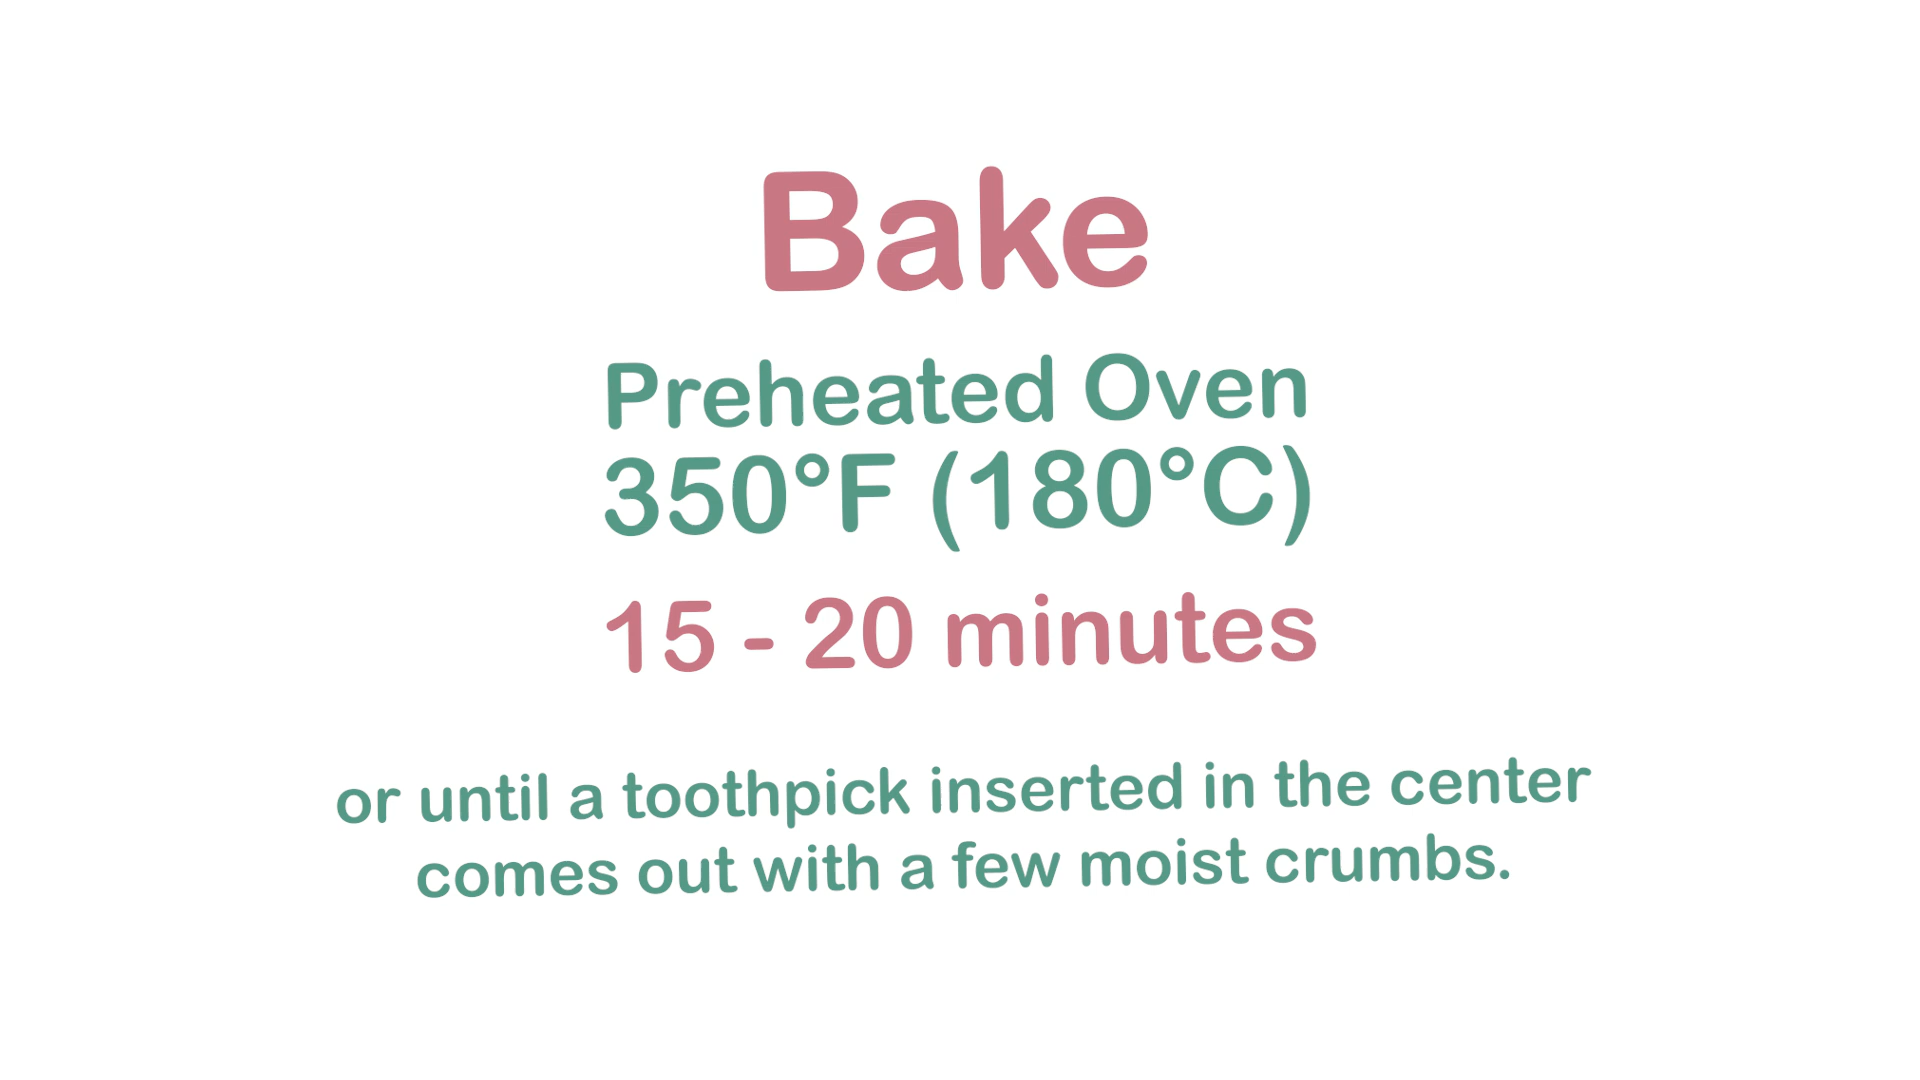 Bake
Preheated Oven
350°F (180°C)
15 - 20 minutes
or until a toothpick inserted in the center
comes out with a few moist crumbs.